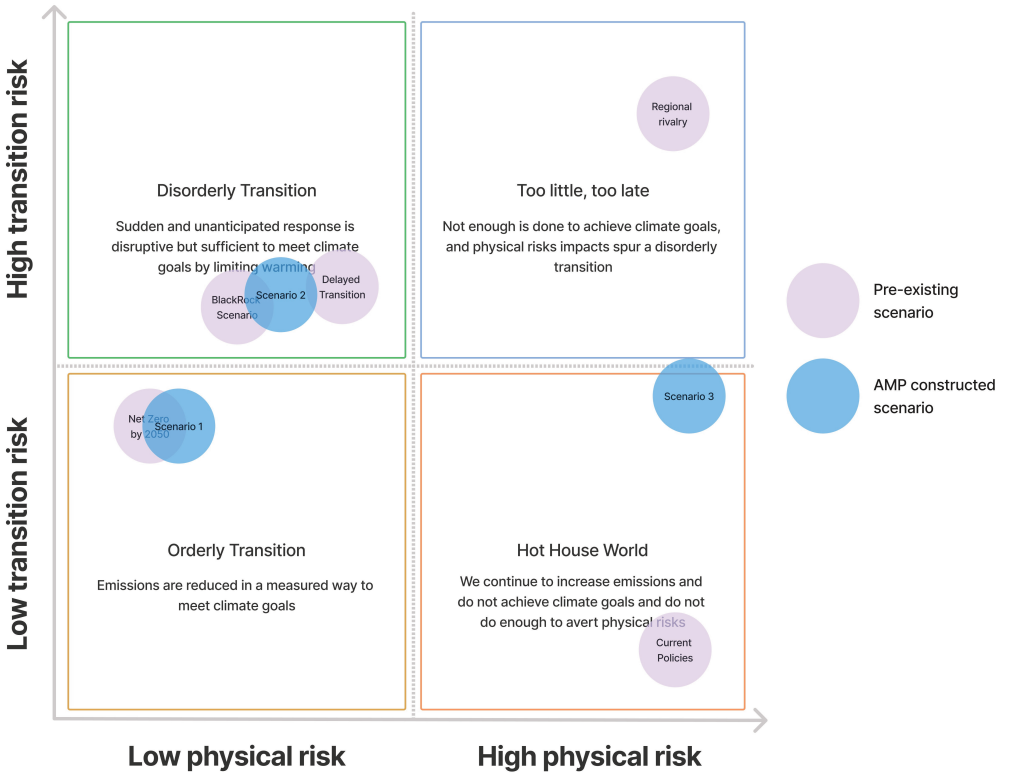 High transition risk
Low transition risk
Regional
rivalry
Disorderly Transition
Sudden and unanticipated response is
disruptive but sufficient to meet climate
goals by limiting warming
BlackRock
Scenario
Scenario 2
Delayed
Transition
Too little, too late
Not enough is done to achieve climate goals,
and physical risks impacts spur a disorderly
transition
Pre-existing
scenario
AMP constructed
scenario
Net Zero
by 2050
Scenario 1
Scenario 3
Orderly Transition
Emissions are reduced in a measured way to
meet climate goals
Hot House World
We continue to increase emissions and
do not achieve climate goals and do not
do enough to avert physical risks
Current
Policies
Low physical risk
High physical risk